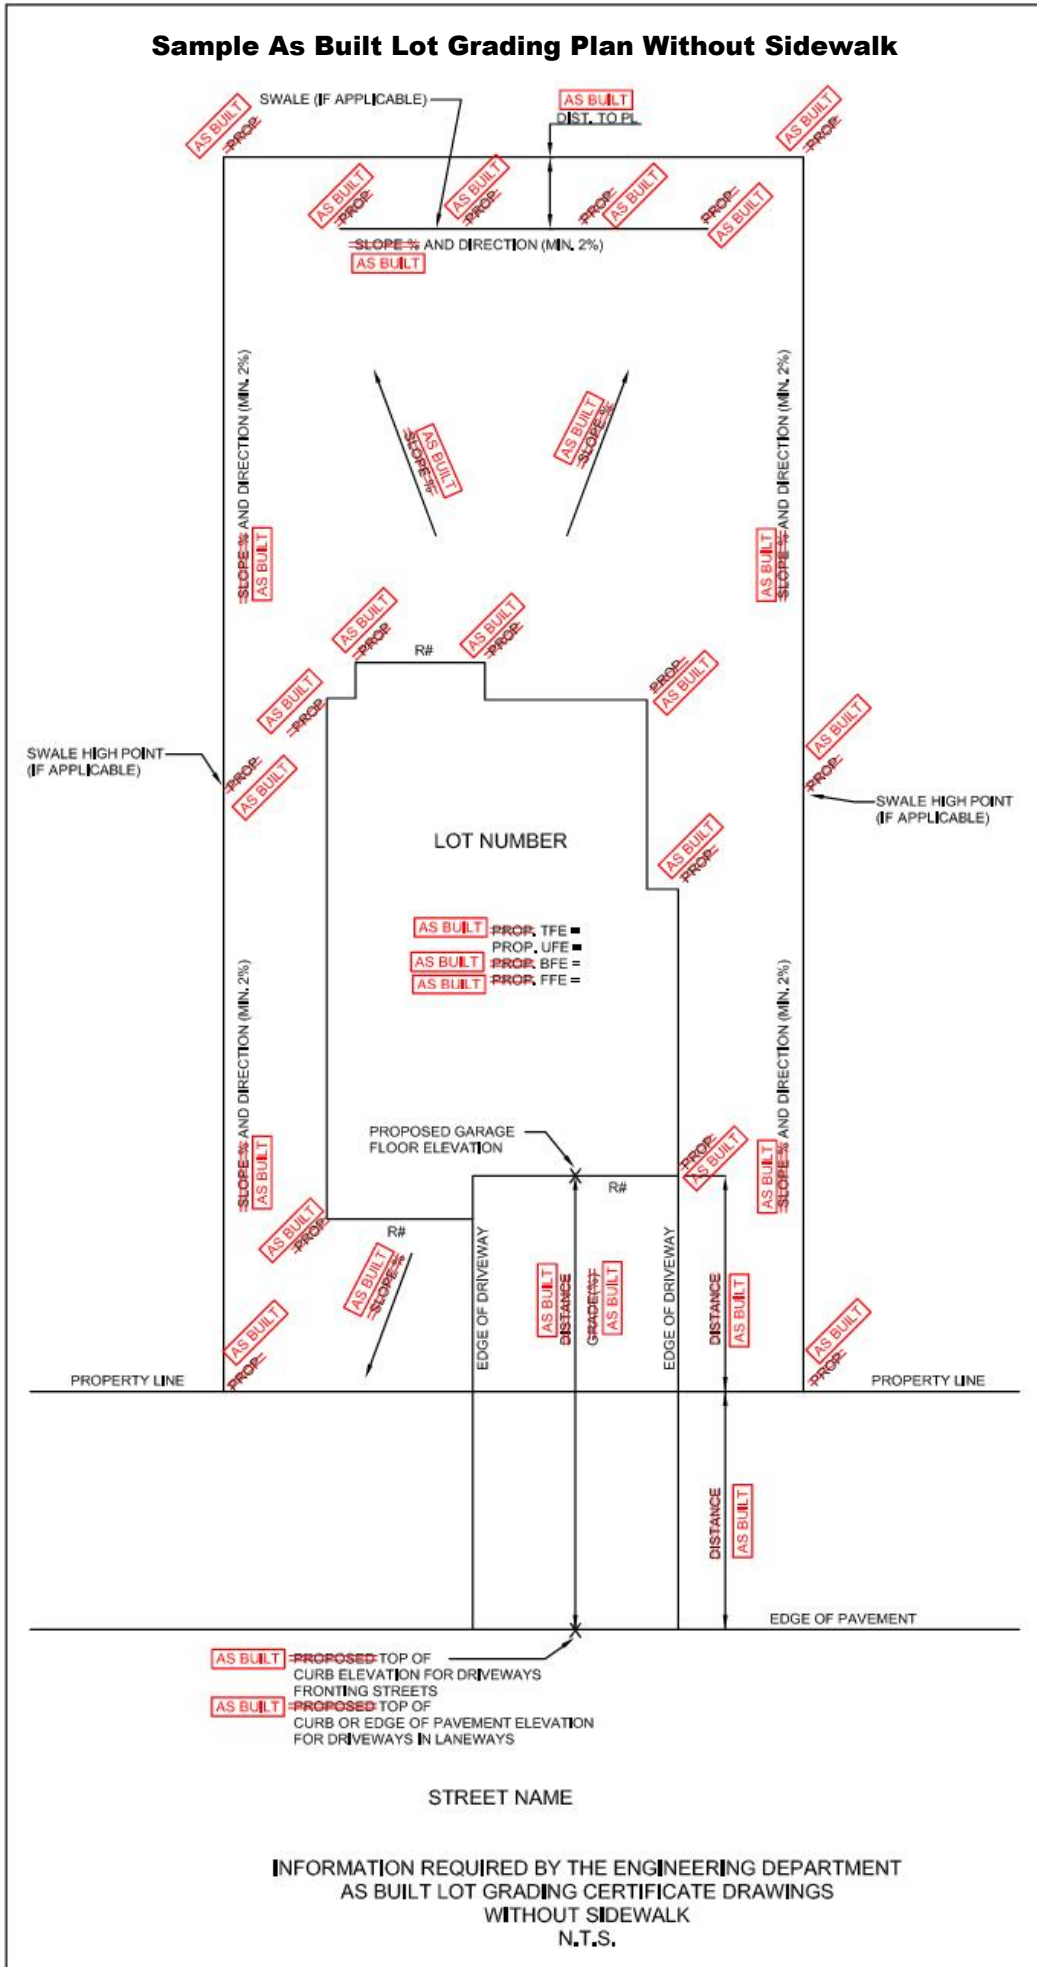 Sample As Built Lot Grading Plan Without Sidewalk
SWALE (IF APPLICABLE)
AS BUILT
DIST. TO PL
AS BUILT
PROP
AS BUILT
PROP
AS BUILT
PROP
AS BUILT
PROP
PROP
AS BUILT
PROP
AS BUILT
SLOPE % AND DIRECTION (MIN. 2%)
AS BUILT
SLOPE % AND DIRECTION (MIN. 2%)
AS BUILT
AS BUILT
SLOPE %
AS BUILT
SLOPE %
SLOPE % AND DIRECTION (MIN. 2%)
AS BUILT
AS BUILT
PROP
R#
AS BUILT
PROP
AS BUILT
PROP
PROP
AS BUILT
SWALE HIGH POINT
(IF APPLICABLE)
PROP
AS BUILT
AS BUILT
PROP
SWALE HIGH POINT
(IF APPLICABLE)
LOT NUMBER
AS BUILT
PROP
AS BUILT PROP. TFE =
PROP. UFE =
AS BUILT PROP. BFE =
AS BUILT PROP. FFE =
SLOPE % AND DIRECTION (MIN. 2%)
AS BUILT
SLOPE % AND DIRECTION (MIN. 2%)
AS BUILT
PROPOSED GARAGE
FLOOR ELEVATION
PROP
AS BUILT
R#
AS BUILT
PROP
R#
AS BUILT
SLOPE %
EDGE OF DRIVEWAY
AS BUILT
DISTANCE
GRADE(%)
AS BUILT
EDGE OF DRIVEWAY
DISTANCE
AS BUILT
AS BUILT
PROP
AS BUILT
PROP
PROPERTY LINE
PROPERTY LINE
DISTANCE
AS BUILT
EDGE OF PAVEMENT
AS BUILT PROPOSED TOP OF
CURB ELEVATION FOR DRIVEWAYS
FRONTING STREETS
AS BUILT PROPOSED TOP OF
CURB OR EDGE OF PAVEMENT ELEVATION
FOR DRIVEWAYS IN LANEWAYS
STREET NAME
INFORMATION REQUIRED BY THE ENGINEERING DEPARTMENT
AS BUILT LOT GRADING CERTIFICATE DRAWINGS
WITHOUT SIDEWALK
N.T.S.